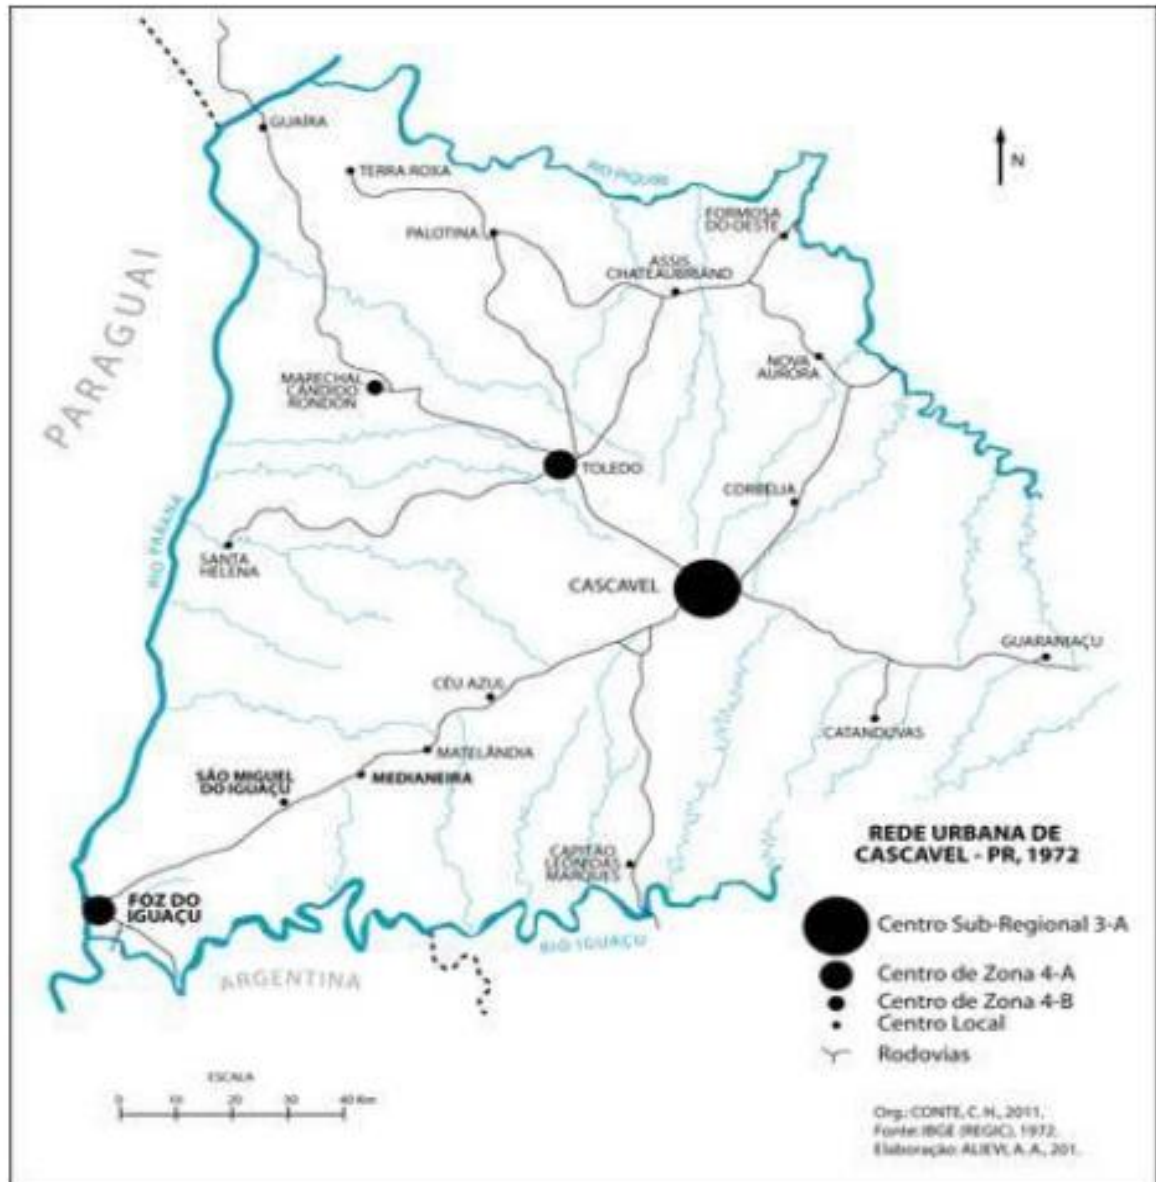 GUAÍRA
TERRA ROXA
RIO PIQUIRI
N
FORMOSA
DO OESTE
PALOTINA
ASSIS
CHATEAUBRIAND
PARAGUAI
NOVA
AURORA
MARECHAL
CÂNDIDO
RONDON
TOLEDO
CORBÉLIA
RIO PARANÁ
SANTA
HELENA
CASCAVEL
GUARANIAÇU
CÉU AZUL
CATANDUVAS
MATELÂNDIA
SÃO MIGUEL
DO IGUAÇU
MEDIANEIRA
CAPITÃO
LEÔNIDAS
MARQUES
REDE URBANA DE
CASCAVEL - PR, 1972
FOZ DO
IGUAÇU
RIO IGUAÇU
ARGENTINA
Centro Sub-Regional 3-A
Centro de Zona 4-A
Centro de Zona 4-B
Centro Local
Rodovias
ESCALA
0 10 20 30 40 Km
Org.: CONTE, C. H., 2011.
Fonte: IBGE (REGIC), 1972.
Elaboração: ALIEVI, A. A., 201.